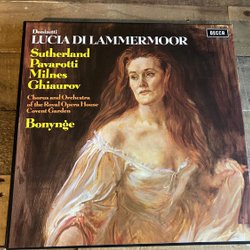 Donizetti
LUCIA DI LAMMERMOOR
DECCA
Sutherland
Pavarotti
Milnes
Ghiaurov
Chorus and Orchestra
of the Royal Opera House
Covent Garden
Bonynge